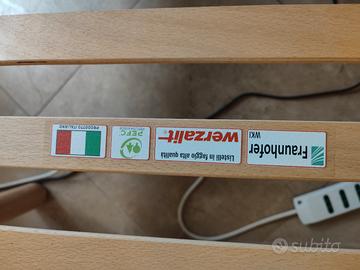 Fraunhofer
WKI
werzalit
Listelli in faggio alta qualità
PEFC
PRODOTTO ITALIANO
subito